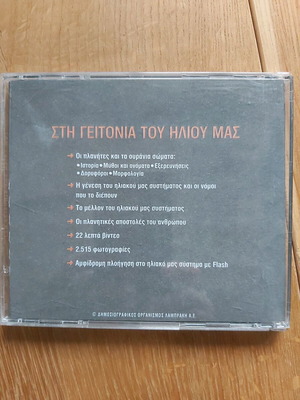 ΣΤΗ ΓΕΙΤΟΝΙΑ ΤΟΥ ΗΛΙΟΥ ΜΑΣ
➔ Οι πλανήτες και τα ουράνια σώματα:
•Ιστορία •Μύθοι και ονόματα •Εξερευνήσεις
•Δορυφόροι •Μορφολογία
➔ Η γένεση του ηλιακού μας συστήματος και οι νόμοι
που το διέπουν
➔ Το μέλλον του ηλιακού μας συστήματος
➔ Οι πλανητικές αποστολές του ανθρώπου
➔ 22 λεπτά βίντεο
➔ 2.515 φωτογραφίες
➔ Αμφίδρομη πλοήγηση στο ηλιακό μας σύστημα με Flash
© ΔΗΜΟΣΙΟΓΡΑΦΙΚΟΣ ΟΡΓΑΝΙΣΜΟΣ ΛΑΜΠΡΑΚΗ Α.Ε.